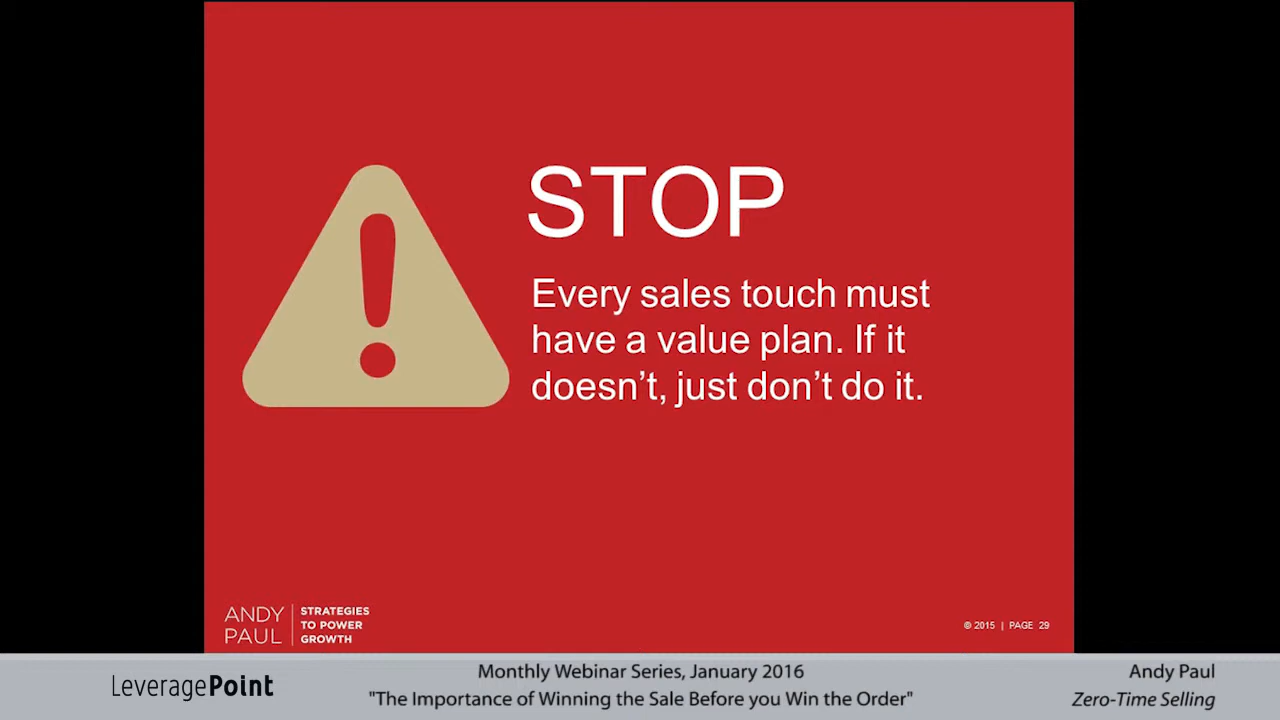 STOP
Every sales touch must
have a value plan. If it
doesn't, just don't do it.
ANDY
PAUL
STRATEGIES
TO POWER
GROWTH
© 2015 | PAGE 29
LeveragePoint
Monthly Webinar Series, January 2016
"The Importance of Winning the Sale Before you Win the Order"
Andy Paul
Zero-Time Selling